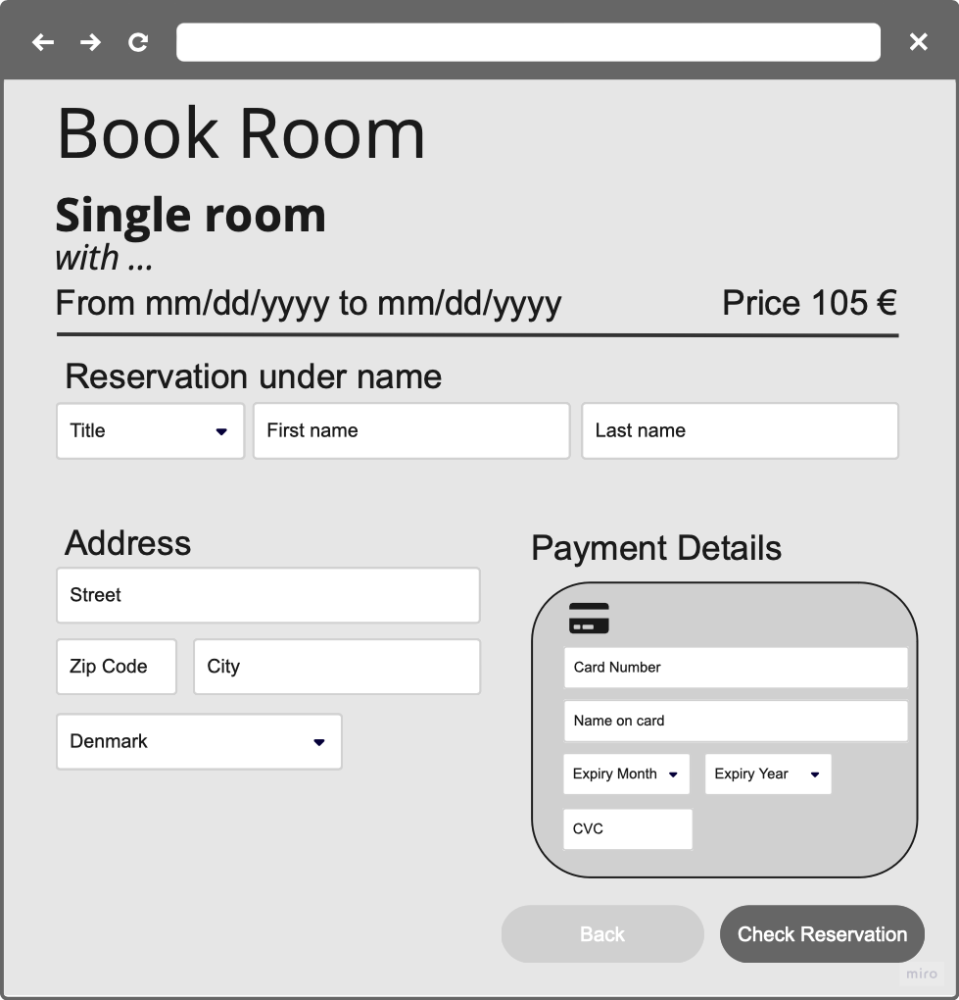 Book Room
Single room
with ...
From mm/dd/yyyy to mm/dd/yyyy Price 105 €
Reservation under name
Title First name Last name
Address
Street
Zip Code City
Denmark
Payment Details
Card Number
Name on card
Expiry Month Expiry Year
CVC
Back Check Reservation
miro